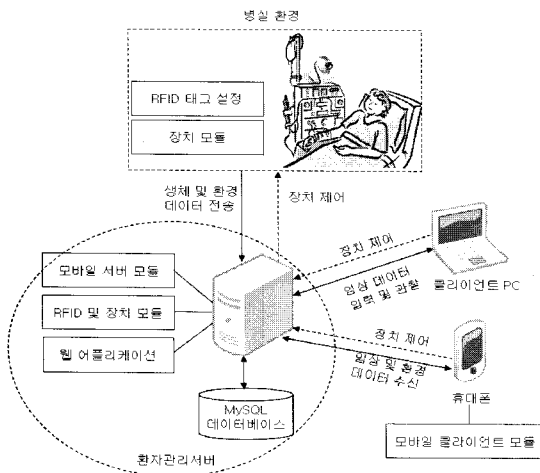 병실 환경
RFID 태그 설정
장치 모듈
생체 및 환경
데이터 전송
장치 제어
모바일 서버 모듈
RFID 및 장치 모듈
웹 어플리케이션
MySQL
데이터베이스
환자관리서버
장치 제어
임상 데이터
입력 및 관찰
클라이언트 PC
장치 제어
임상 및 환경
데이터 수신
휴대폰
모바일 클라이언트 모듈